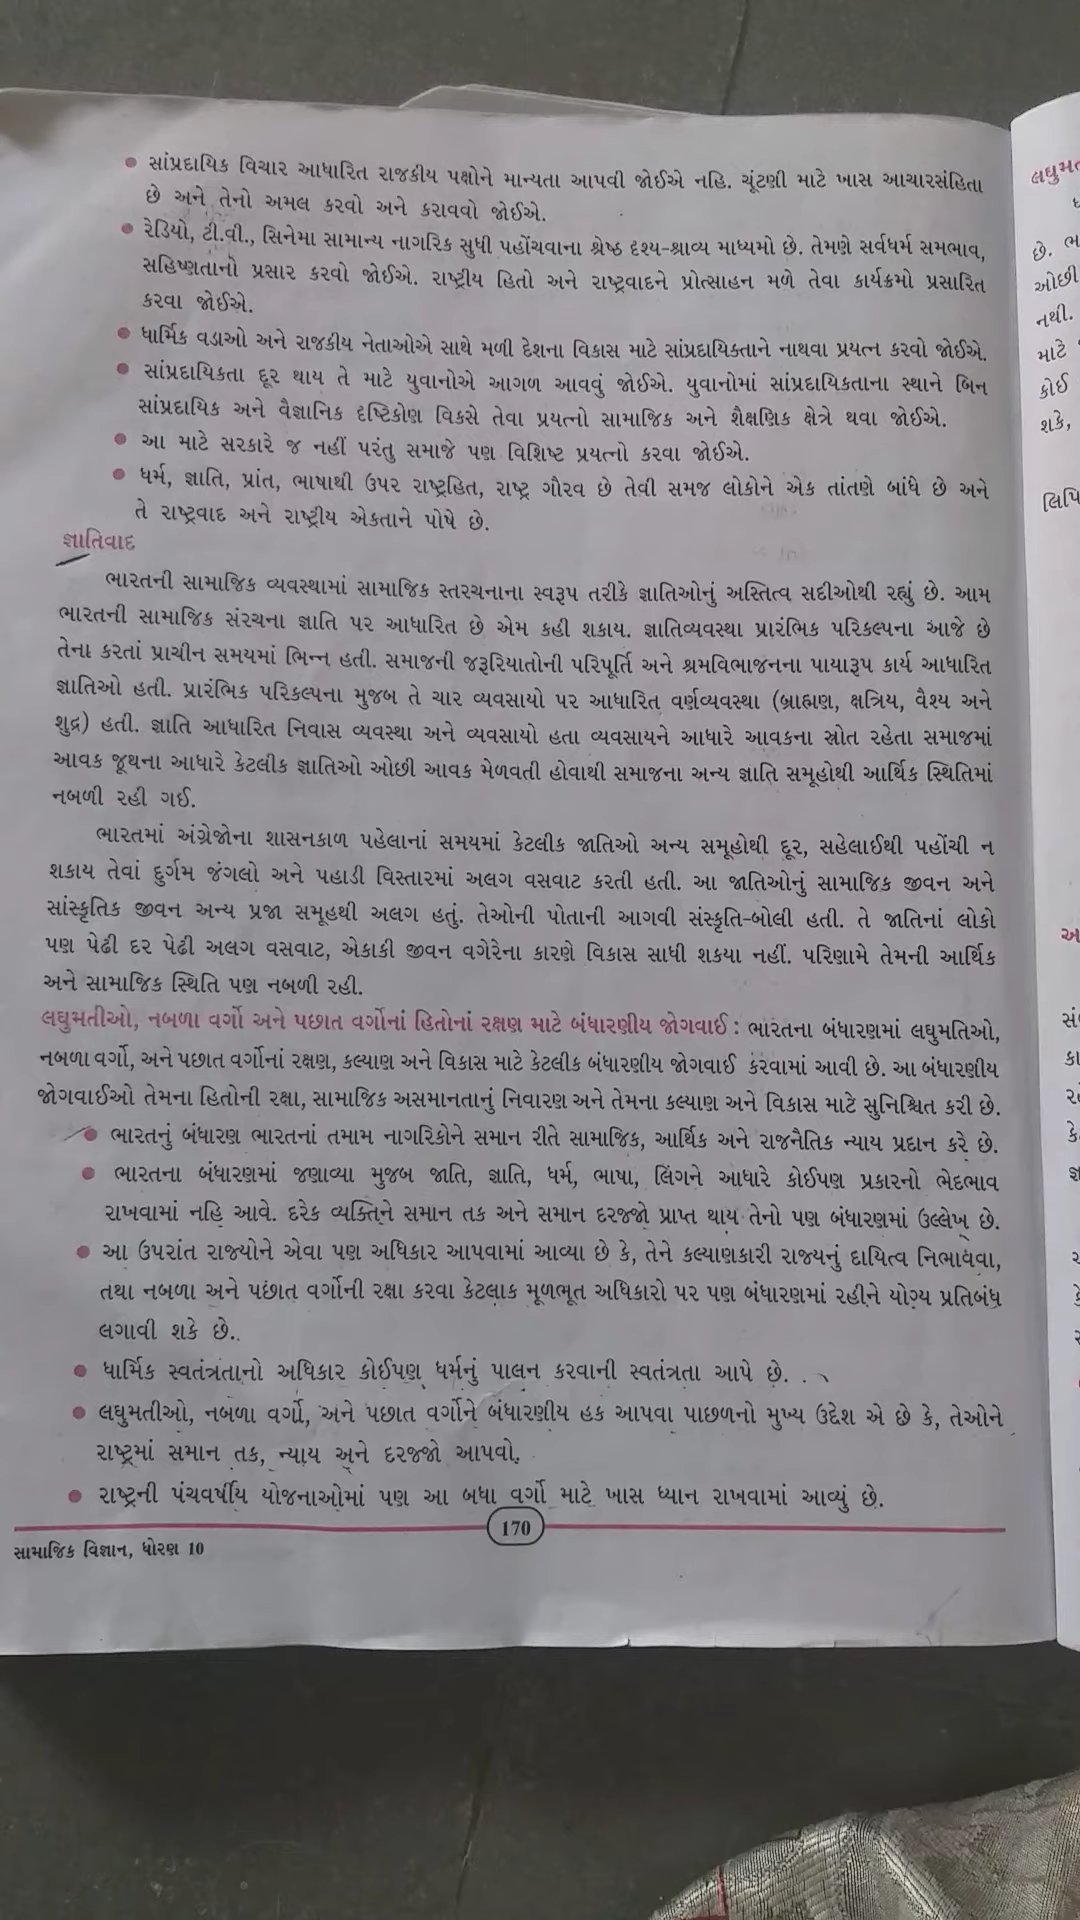 સાંપ્રદાયિક વિચાર આધારિત રાજકીય પક્ષોને માન્યતા આપવી જોઈએ નહિ. ચૂંટણી માટે ખાસ આચારસંહિતા
છે અને તેનો અમલ કરવો અને કરાવવો જોઈએ.
રેડિયો, ટી.વી., સિનેમા સામાન્ય નાગરિક સુધી પહોંચવાના શ્રેષ્ઠ દૃશ્ય-શ્રાવ્ય માધ્યમો છે. તેમણે સર્વધર્મ સમભાવ,
સહિષ્ણતાનો પ્રસાર કરવો જોઈએ. રાષ્ટ્રીય હિતો અને રાષ્ટ્રવાદને પ્રોત્સાહન મળે તેવા કાર્યક્રમો પ્રસારિત
કરવા જોઈએ.
ધાર્મિક વડાઓ અને રાજકીય નેતાઓએ સાથે મળી દેશના વિકાસ માટે સાંપ્રદાયિક્તાને નાથવા પ્રયત્ન કરવો જોઈએ.
સાંપ્રદાયિકતા દૂર થાય તે માટે યુવાનોએ આગળ આવવું જોઈએ. યુવાનોમાં સાંપ્રદાયિકતાના સ્થાને બિન
સાંપ્રદાયિક અને વૈજ્ઞાનિક દૃષ્ટિકોણ વિકસે તેવા પ્રયત્નો સામાજિક અને શૈક્ષણિક ક્ષેત્રે થવા જોઈએ.
આ માટે સરકારે જ નહીં પરંતુ સમાજે પણ વિશિષ્ટ પ્રયત્નો કરવા જોઈએ.
ધર્મ, જ્ઞાતિ, પ્રાંત, ભાષાથી ઉપર રાષ્ટ્રહિત, રાષ્ટ્ર ગૌરવ છે તેવી સમજ લોકોને એક તાંતણે બાંધે છે અને
તે રાષ્ટ્રવાદ અને રાષ્ટ્રીય એકતાને પોષે છે.
જ્ઞાતિવાદ
ભારતની સામાજિક વ્યવસ્થામાં સામાજિક સ્તરચનાના સ્વરૂપ તરીકે જ્ઞાતિઓનું અસ્તિત્વ સદીઓથી રહ્યું છે. આમ
ભારતની સામાજિક સંરચના જ્ઞાતિ પર આધારિત છે એમ કહી શકાય. જ્ઞાતિવ્યવસ્થા પ્રારંભિક પરિકલ્પના આજે છે
તેના કરતાં પ્રાચીન સમયમાં ભિન્ન હતી. સમાજની જરૂરિયાતોની પરિપૂર્તિ અને શ્રમવિભાજનના પાયારૂપ કાર્ય આધારિત
જ્ઞાતિઓ હતી. પ્રારંભિક પરિકલ્પના મુજબ તે ચાર વ્યવસાયો પર આધારિત વર્ણવ્યવસ્થા (બ્રાહ્મણ, ક્ષત્રિય, વૈશ્ય અને
શુદ્ર) હતી. જ્ઞાતિ આધારિત નિવાસ વ્યવસ્થા અને વ્યવસાયો હતા વ્યવસાયને આધારે આવકના સ્રોત રહેતા સમાજમાં
આવક જૂથના આધારે કેટલીક જ્ઞાતિઓ ઓછી આવક મેળવતી હોવાથી સમાજના અન્ય જ્ઞાતિ સમૂહોથી આર્થિક સ્થિતિમાં
નબળી રહી ગઈ.
ભારતમાં અંગ્રેજોના શાસનકાળ પહેલાનાં સમયમાં કેટલીક જાતિઓ અન્ય સમૂહોથી દૂર, સહેલાઈથી પહોંચી ન
શકાય તેવાં દુર્ગમ જંગલો અને પહાડી વિસ્તારમાં અલગ વસવાટ કરતી હતી. આ જાતિઓનું સામાજિક જીવન અને
સાંસ્કૃતિક જીવન અન્ય પ્રજા સમૂહથી અલગ હતું. તેઓની પોતાની આગવી સંસ્કૃતિ-બોલી હતી. તે જાતિનાં લોકો
પણ પેઢી દર પેઢી અલગ વસવાટ, એકાકી જીવન વગેરેના કારણે વિકાસ સાધી શકયા નહીં. પરિણામે તેમની આર્થિક
અને સામાજિક સ્થિતિ પણ નબળી રહી.
લઘુમતીઓ, નબળા વર્ગો અને પછાત વર્ગોનાં હિતોનાં રક્ષણ માટે બંધારણીય જોગવાઈ : ભારતના બંધારણમાં લઘુમતિઓ,
નબળા વર્ગો, અને પછાત વર્ગોનાં રક્ષણ, કલ્યાણ અને વિકાસ માટે કેટલીક બંધારણીય જોગવાઈ કરવામાં આવી છે. આ બંધારણીય
જોગવાઈઓ તેમના હિતોની રક્ષા, સામાજિક અસમાનતાનું નિવારણ અને તેમના કલ્યાણ અને વિકાસ માટે સુનિશ્ચિત કરી છે.
ભારતનું બંધારણ ભારતનાં તમામ નાગરિકોને સમાન રીતે સામાજિક, આર્થિક અને રાજનૈતિક ન્યાય પ્રદાન કરે છે.
ભારતના બંધારણમાં જણાવ્યા મુજબ જાતિ, જ્ઞાતિ, ધર્મ, ભાષા, લિંગને આધારે કોઈપણ પ્રકારનો ભેદભાવ
રાખવામાં નહિ આવે. દરેક વ્યક્તિને સમાન તક અને સમાન દરજ્જો પ્રાપ્ત થાય તેનો પણ બંધારણમાં ઉલ્લેખ છે.
આ ઉપરાંત રાજ્યોને એવા પણ અધિકાર આપવામાં આવ્યા છે કે, તેને કલ્યાણકારી રાજ્યનું દાયિત્વ નિભાવવા,
તથા નબળા અને પછાત વર્ગોની રક્ષા કરવા કેટલાક મૂળભૂત અધિકારો પર પણ બંધારણમાં રહીને યોગ્ય પ્રતિબંધ
લગાવી શકે છે.
ધાર્મિક સ્વતંત્રતાનો અધિકાર કોઈપણ ધર્મનું પાલન કરવાની સ્વતંત્રતા આપે છે.
લઘુમતીઓ, નબળા વર્ગો, અને પછાત વર્ગોને બંધારણીય હક આપવા પાછળનો મુખ્ય ઉદ્દેશ એ છે કે, તેઓને
રાષ્ટ્રમાં સમાન તક, ન્યાય અને દરજ્જો આપવો.
રાષ્ટ્રની પંચવર્ષીય યોજનાઓમાં પણ આ બધા વર્ગો માટે ખાસ ધ્યાન રાખવામાં આવ્યું છે.
170
સામાજિક વિજ્ઞાન, ધોરણ 10
છે.
ઓછી
નથી.
માટે
કોઈ
શકે,